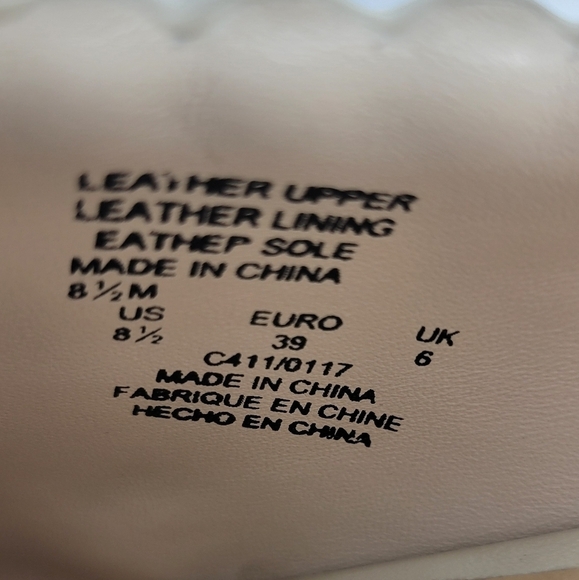 LEATHER UPPER
LEATHER LINING
EATHEP SOLE
MADE IN CHINA
8 ½ M
US EURO UK
8 ½ 39 6
C411/0117
MADE IN CHINA
FABRIQUE EN CHINE
HECHO EN CHINA